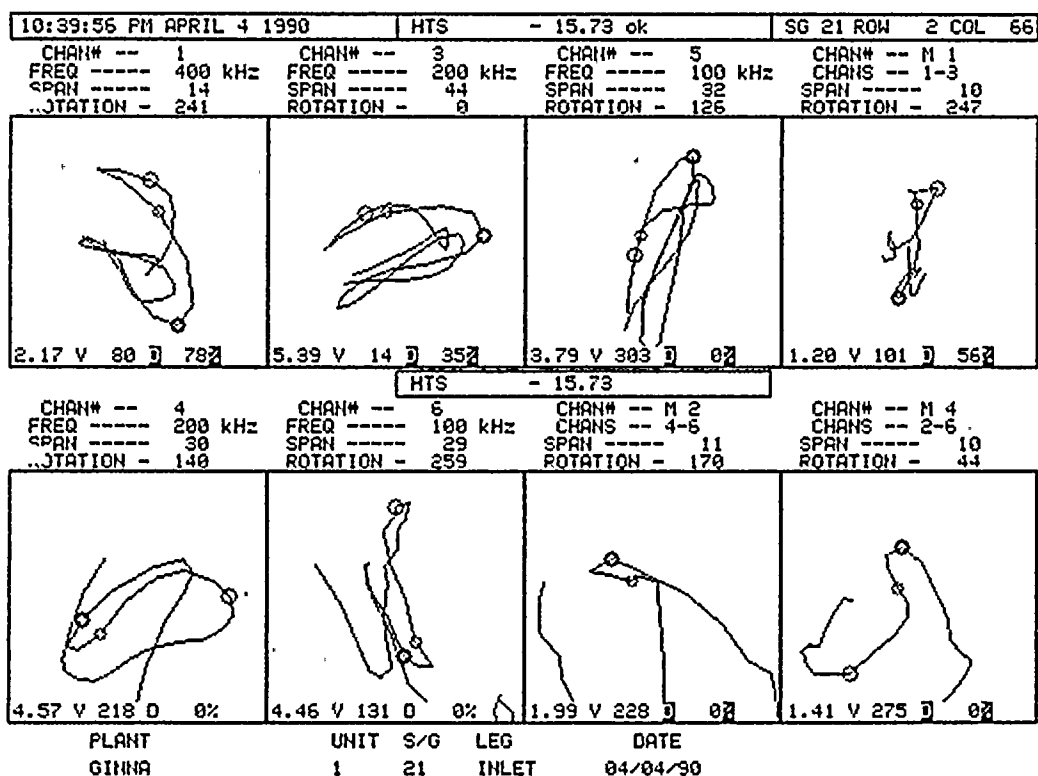 10:39:56 PM APRIL 4 1990 HTS - 15.73 ok SG 21 ROW 2 COL 66
CHAN# -- 1 CHAN# -- 3 CHAN# -- 5 CHAN# -- M 1
FREQ ----- 400 kHz FREQ ----- 200 kHz FREQ ----- 100 kHz CHANS -- 1-3
SPAN ----- 14 SPAN ----- 44 SPAN ----- 32 SPAN ----- 10
..OTATION - 241 ROTATION - 0 ROTATION - 126 ROTATION - 247
2.17 V 80 D 78% 5.39 V 14 D 35% 3.79 V 303 D 0% 1.20 V 101 D 56%
HTS - 15.73
CHAN# -- 4 CHAN# -- 6 CHAN# -- M 2 CHAN# -- M 4
FREQ ----- 200 kHz FREQ ----- 100 kHz CHANS -- 4-6 CHANS -- 2-6
SPAN ----- 30 SPAN ----- 29 SPAN ----- 11 SPAN ----- 10
..OTATION - 140 ROTATION - 259 ROTATION - 170 ROTATION - 44
4.57 V 218 D 0% 4.46 V 131 D 0% 1.99 V 228 D 0% 1.41 V 275 D 0%
PLANT UNIT S/G LEG DATE
GINNA 1 21 INLET 04/04/90